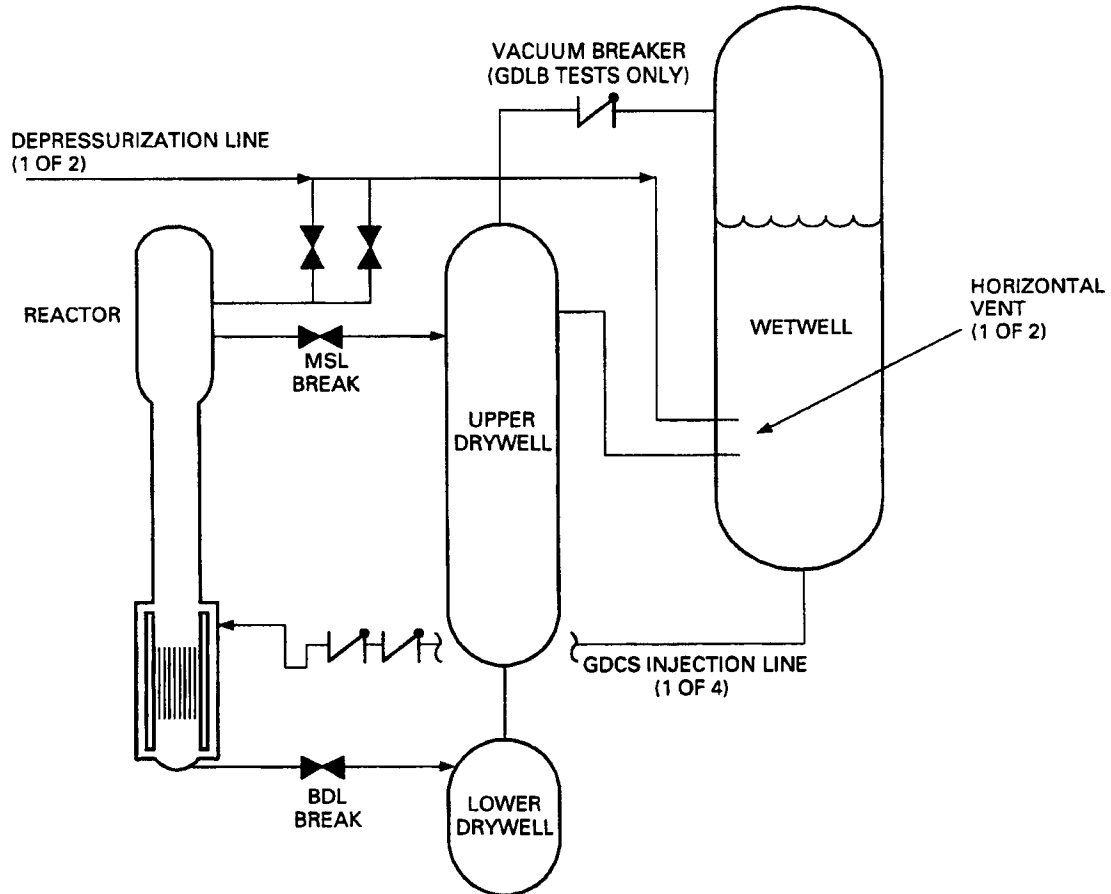 VACUUM BREAKER
(GDLB TESTS ONLY)
DEPRESSURIZATION LINE
(1 OF 2)
REACTOR
MSL
BREAK
UPPER
DRYWELL
WETWELL
HORIZONTAL
VENT
(1 OF 2)
GDCS INJECTION LINE
(1 OF 4)
BDL
BREAK
LOWER
DRYWELL